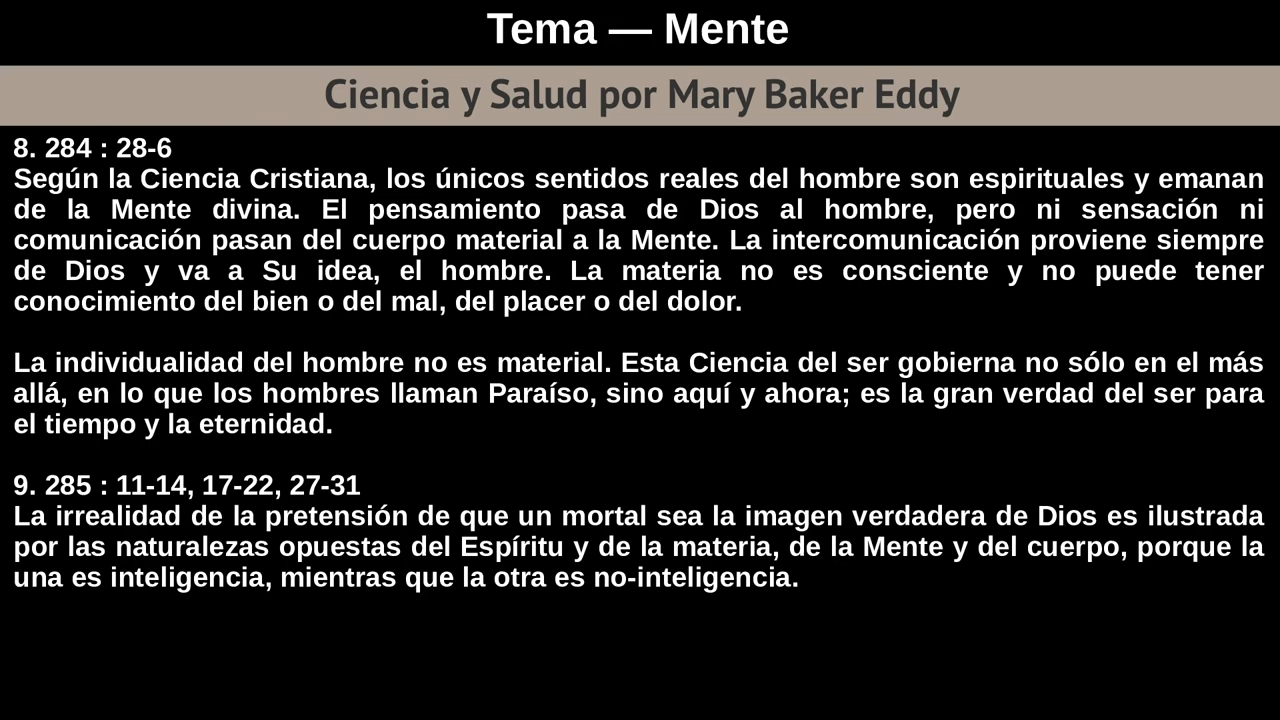 Tema — Mente
Ciencia y Salud por Mary Baker Eddy
8. 284 : 28-6
Según la Ciencia Cristiana, los únicos sentidos reales del hombre son espirituales y emanan
de la Mente divina. El pensamiento pasa de Dios al hombre, pero ni sensación ni
comunicación pasan del cuerpo material a la Mente. La intercomunicación proviene siempre
de Dios y va a Su idea, el hombre. La materia no es consciente y no puede tener
conocimiento del bien o del mal, del placer o del dolor.
La individualidad del hombre no es material. Esta Ciencia del ser gobierna no sólo en el más
allá, en lo que los hombres llaman Paraíso, sino aquí y ahora; es la gran verdad del ser para
el tiempo y la eternidad.
9. 285 : 11-14, 17-22, 27-31
La irrealidad de la pretensión de que un mortal sea la imagen verdadera de Dios es ilustrada
por las naturalezas opuestas del Espíritu y de la materia, de la Mente y del cuerpo, porque la
una es inteligencia, mientras que la otra es no-inteligencia.